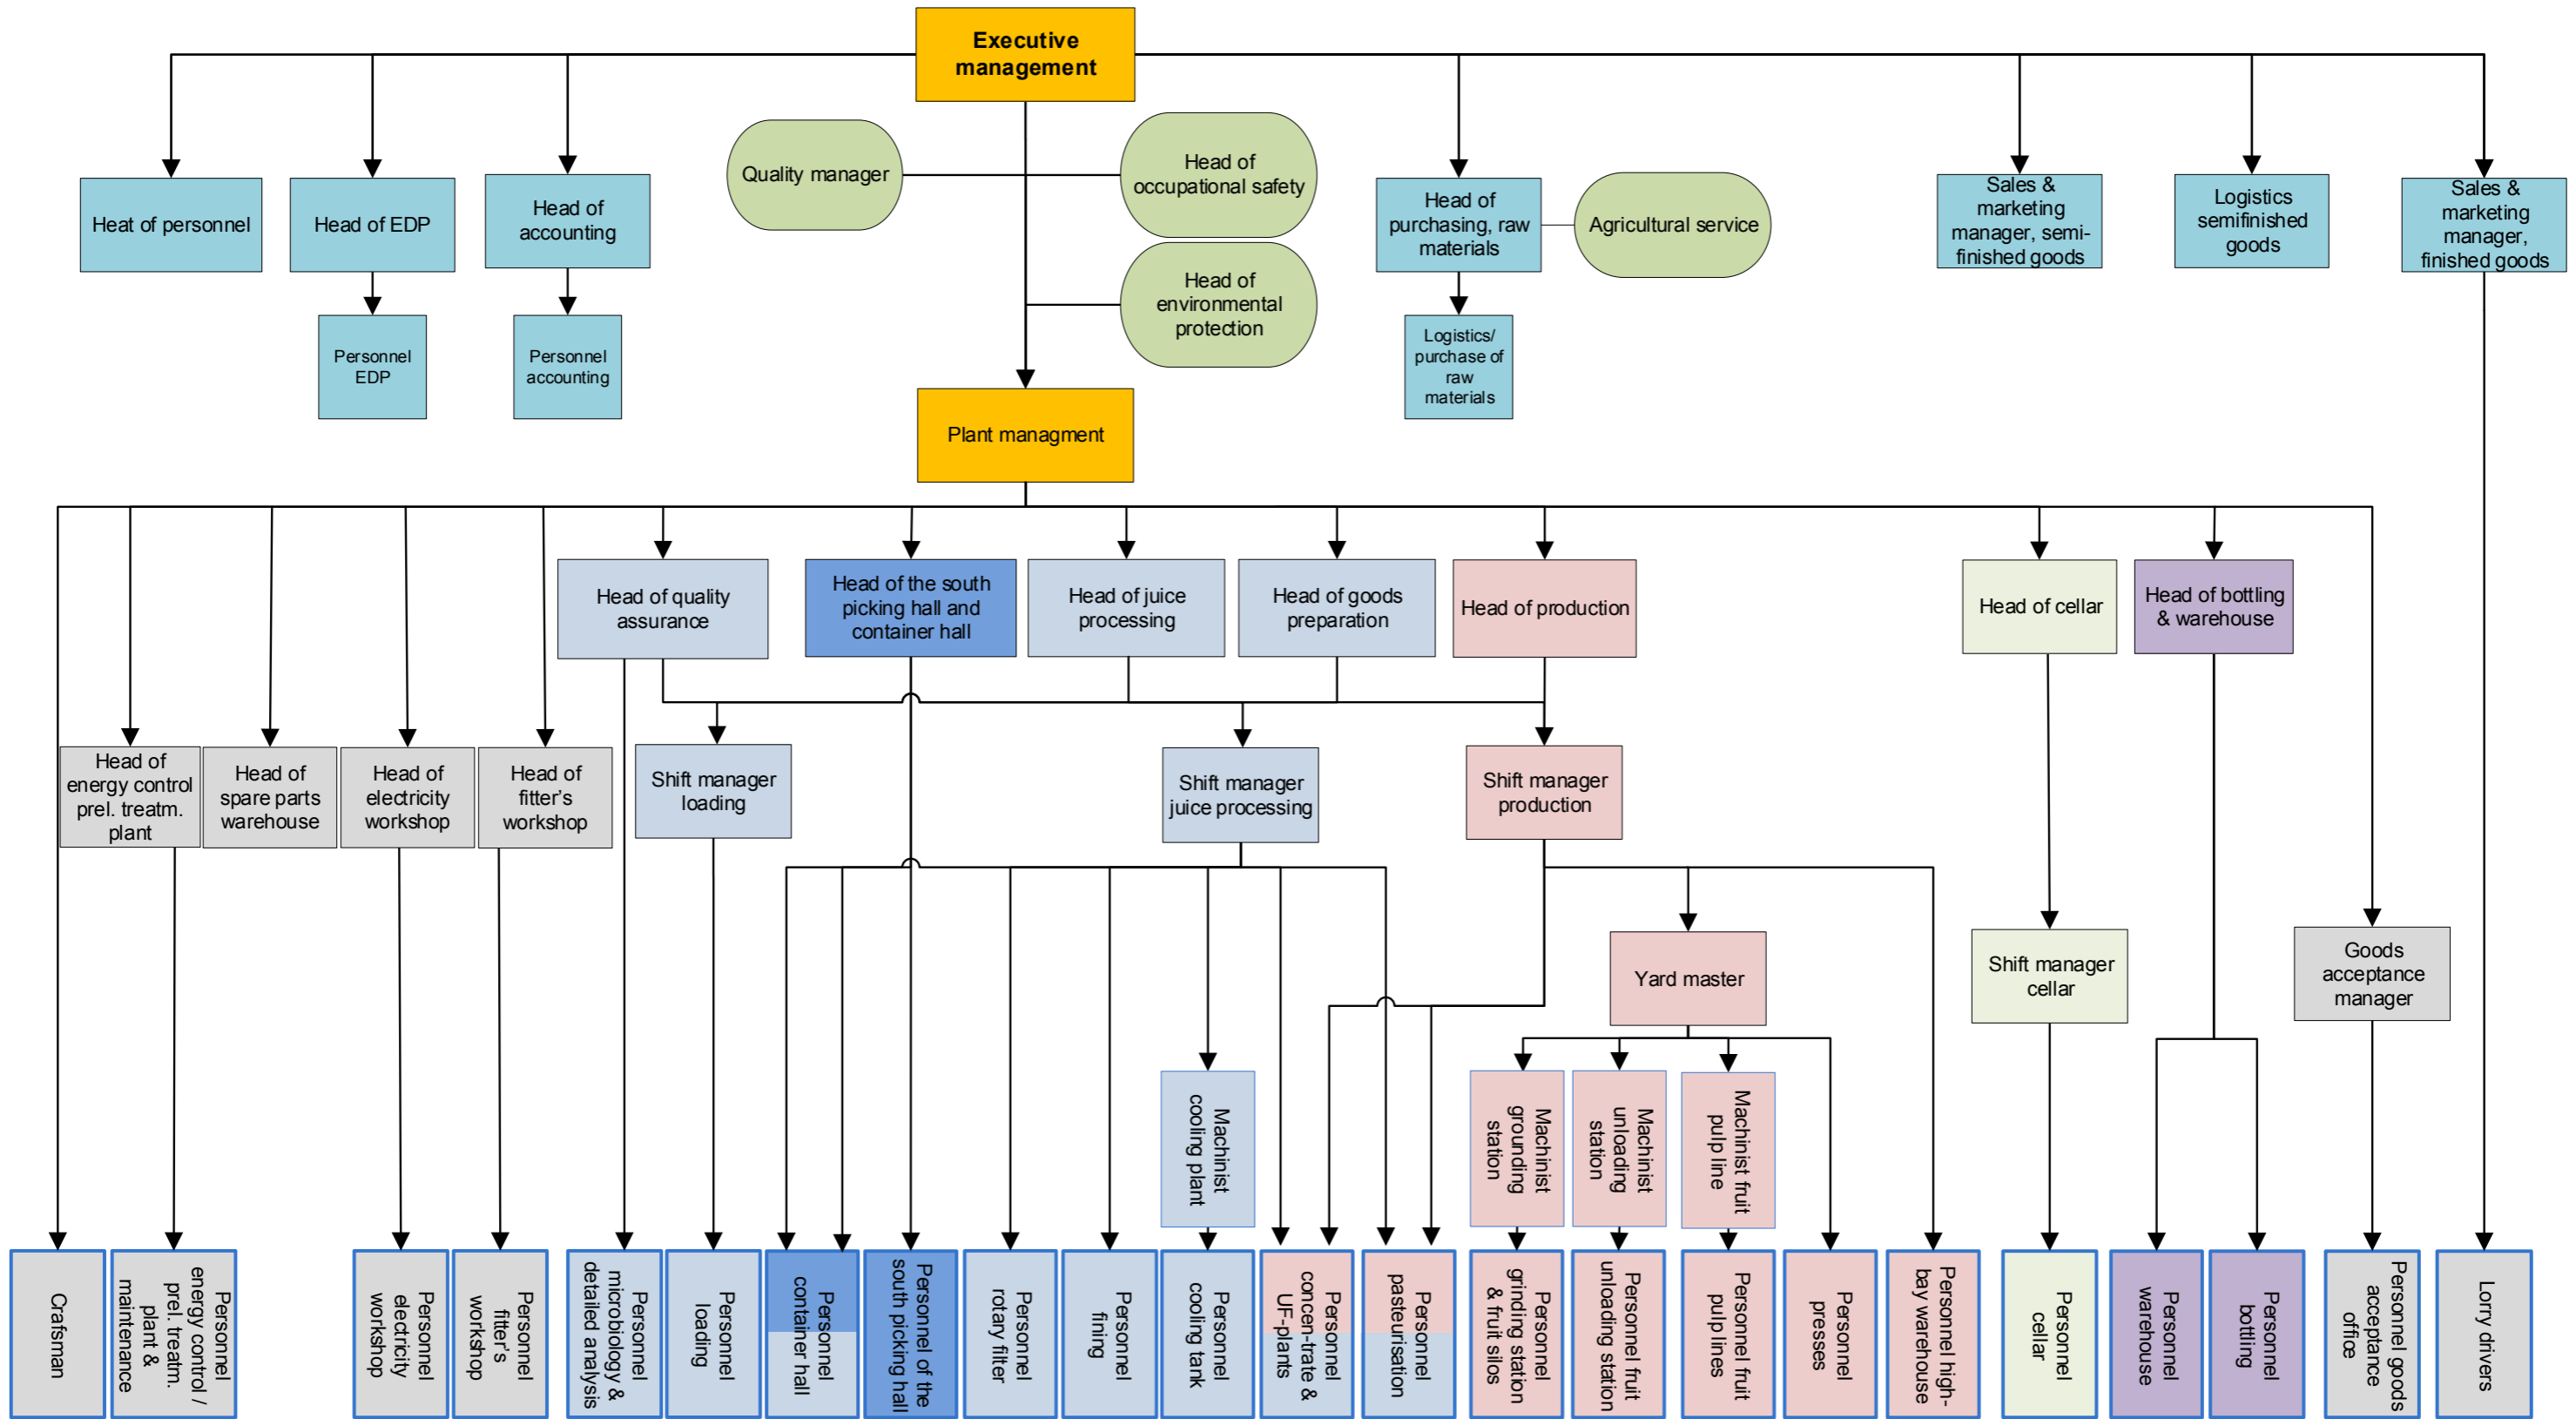 Executive
management
Quality manager
Head of
occupational safety
Heat of personnel
Head of EDP
Head of
accounting
Head of
purchasing, raw
materials
Agricultural service
Sales &
marketing
manager, semi-
finished goods
Logistics
semifinished
goods
Sales &
marketing
manager,
finished goods
Head of
environmental
protection
Personnel
EDP
Personnel
accounting
Logistics/
purchase of
raw
materials
Plant managment
Head of quality
assurance
Head of the south
picking hall and
container hall
Head of juice
processing
Head of goods
preparation
Head of production
Head of cellar
Head of bottling
& warehouse
Head of
energy control
prel. treatm.
plant
Head of
spare parts
warehouse
Head of
electricity
workshop
Head of
fitter's
workshop
Shift manager
loading
Shift manager
juice processing
Shift manager
production
Yard master
Shift manager
cellar
Goods
acceptance
manager
Machinist
cooling plant
Machinist
grounding
station
Machinist
unloading
station
Machinist fruit
pulp line
Crafsman
Personnel
energy control /
prel. treatm.
plant &
maintenance
Personnel
electricity
workshop
Personnel
fitter's
workshop
Personnel
microbiology &
detailed analysis
Personnel
loading
Personnel
container hall
Personnel of the
south picking hall
Personnel
rotary filter
Personnel
fining
Personnel
cooling tank
Personnel
concen-trate &
UF-plants
Personnel
pasteurisation
Personnel
grinding station
& fruit silos
Personnel fruit
unloading station
Personnel fruit
pulp lines
Personnel
presses
Personnel high-
bay warehouse
Personnel
cellar
Personnel
warehouse
Personnel
bottling
Personnel goods
acceptance
office
Lorry drivers